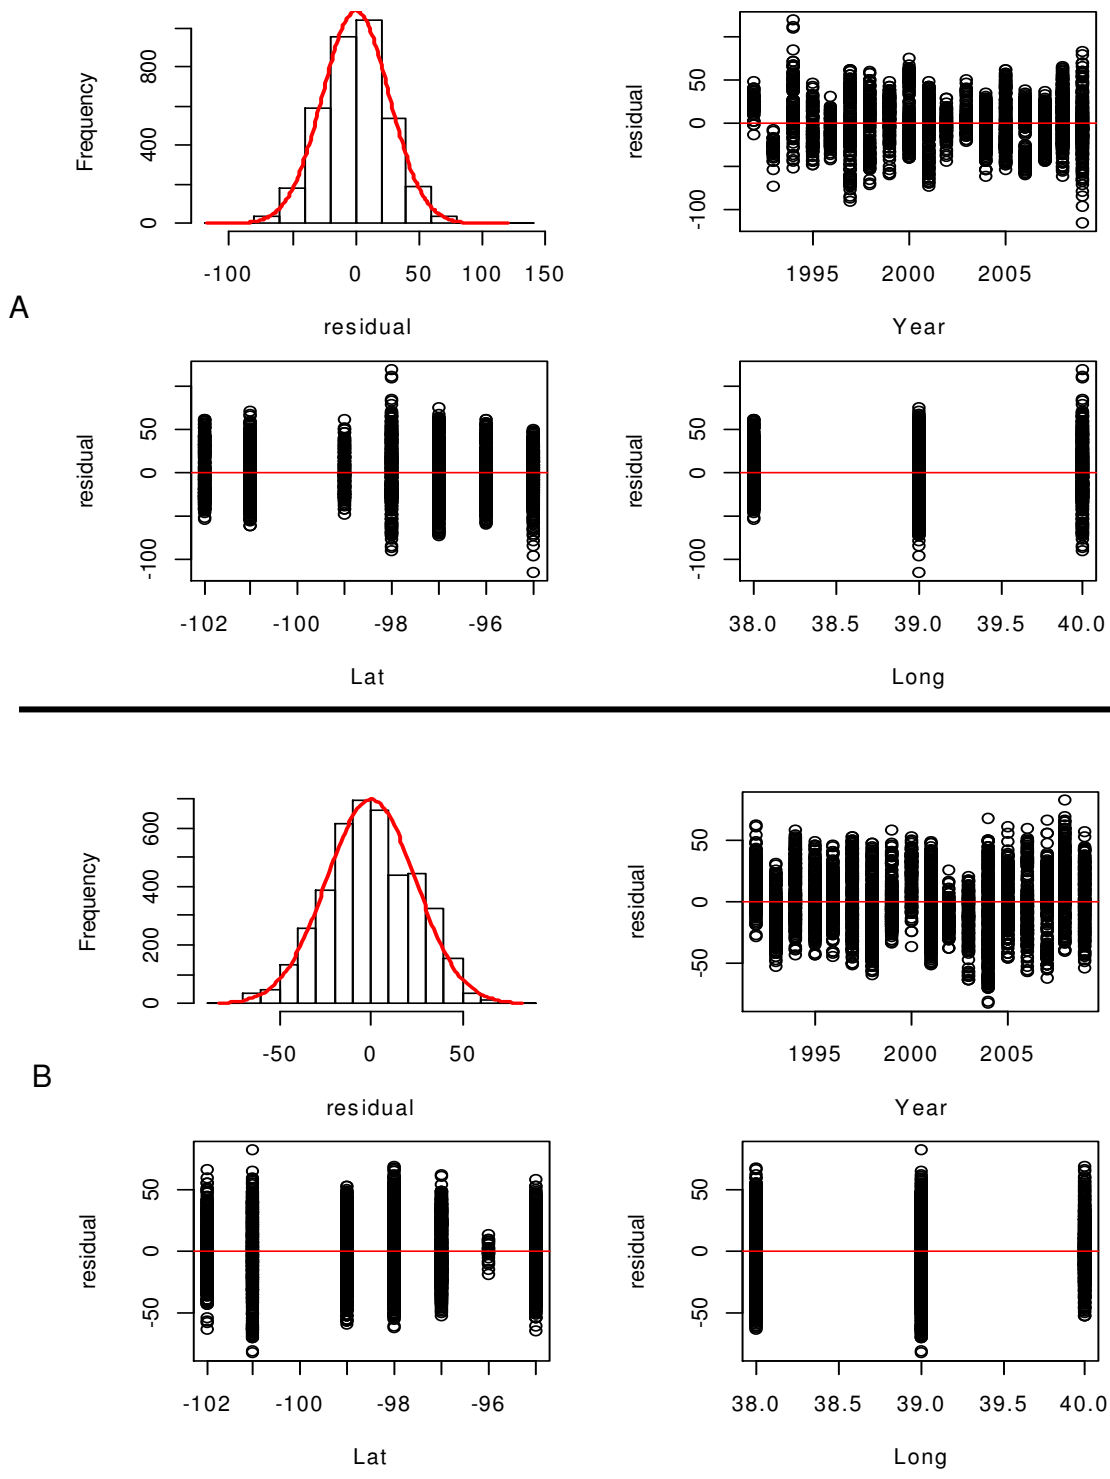 Frequency
0 400 800
-100 0 50 100 150
residual
residual
-100 0 50
1995 2000 2005
Year
A
residual
-100 0 50
-102 -100 -98 -96
Lat
residual
-100 0 50
38.0 38.5 39.0 39.5 40.0
Long
Frequency
0 200 400 600
-50 0 50
residual
residual
-50 0 50
1995 2000 2005
Year
B
residual
-50 0 50
-102 -100 -98 -96
Lat
residual
-50 0 50
38.0 38.5 39.0 39.5 40.0
Long